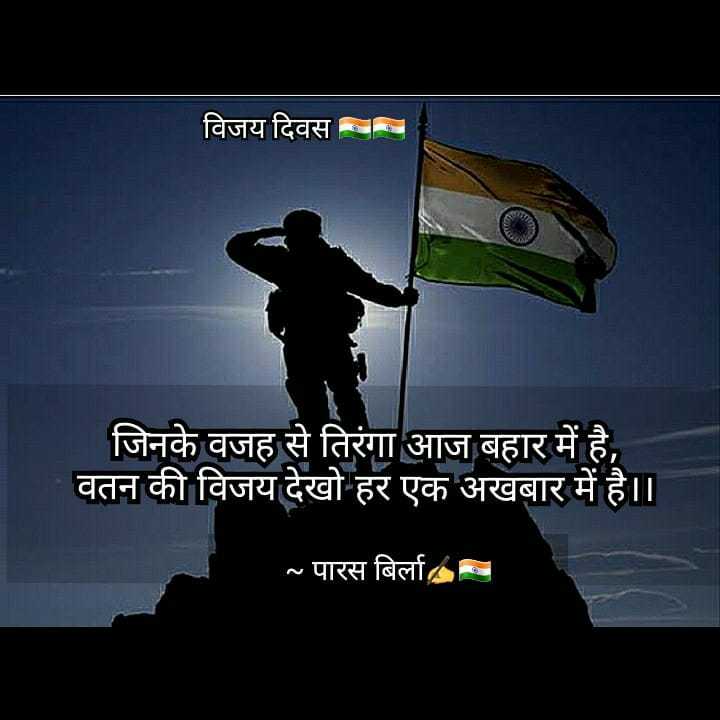 विजय दिवस 🇮🇳🇮🇳
जिनके वजह से तिरंगा आज बहार में है,
वतन की विजय देखो हर एक अखबार में है।।
~ पारस बिर्ला✍️🇮🇳